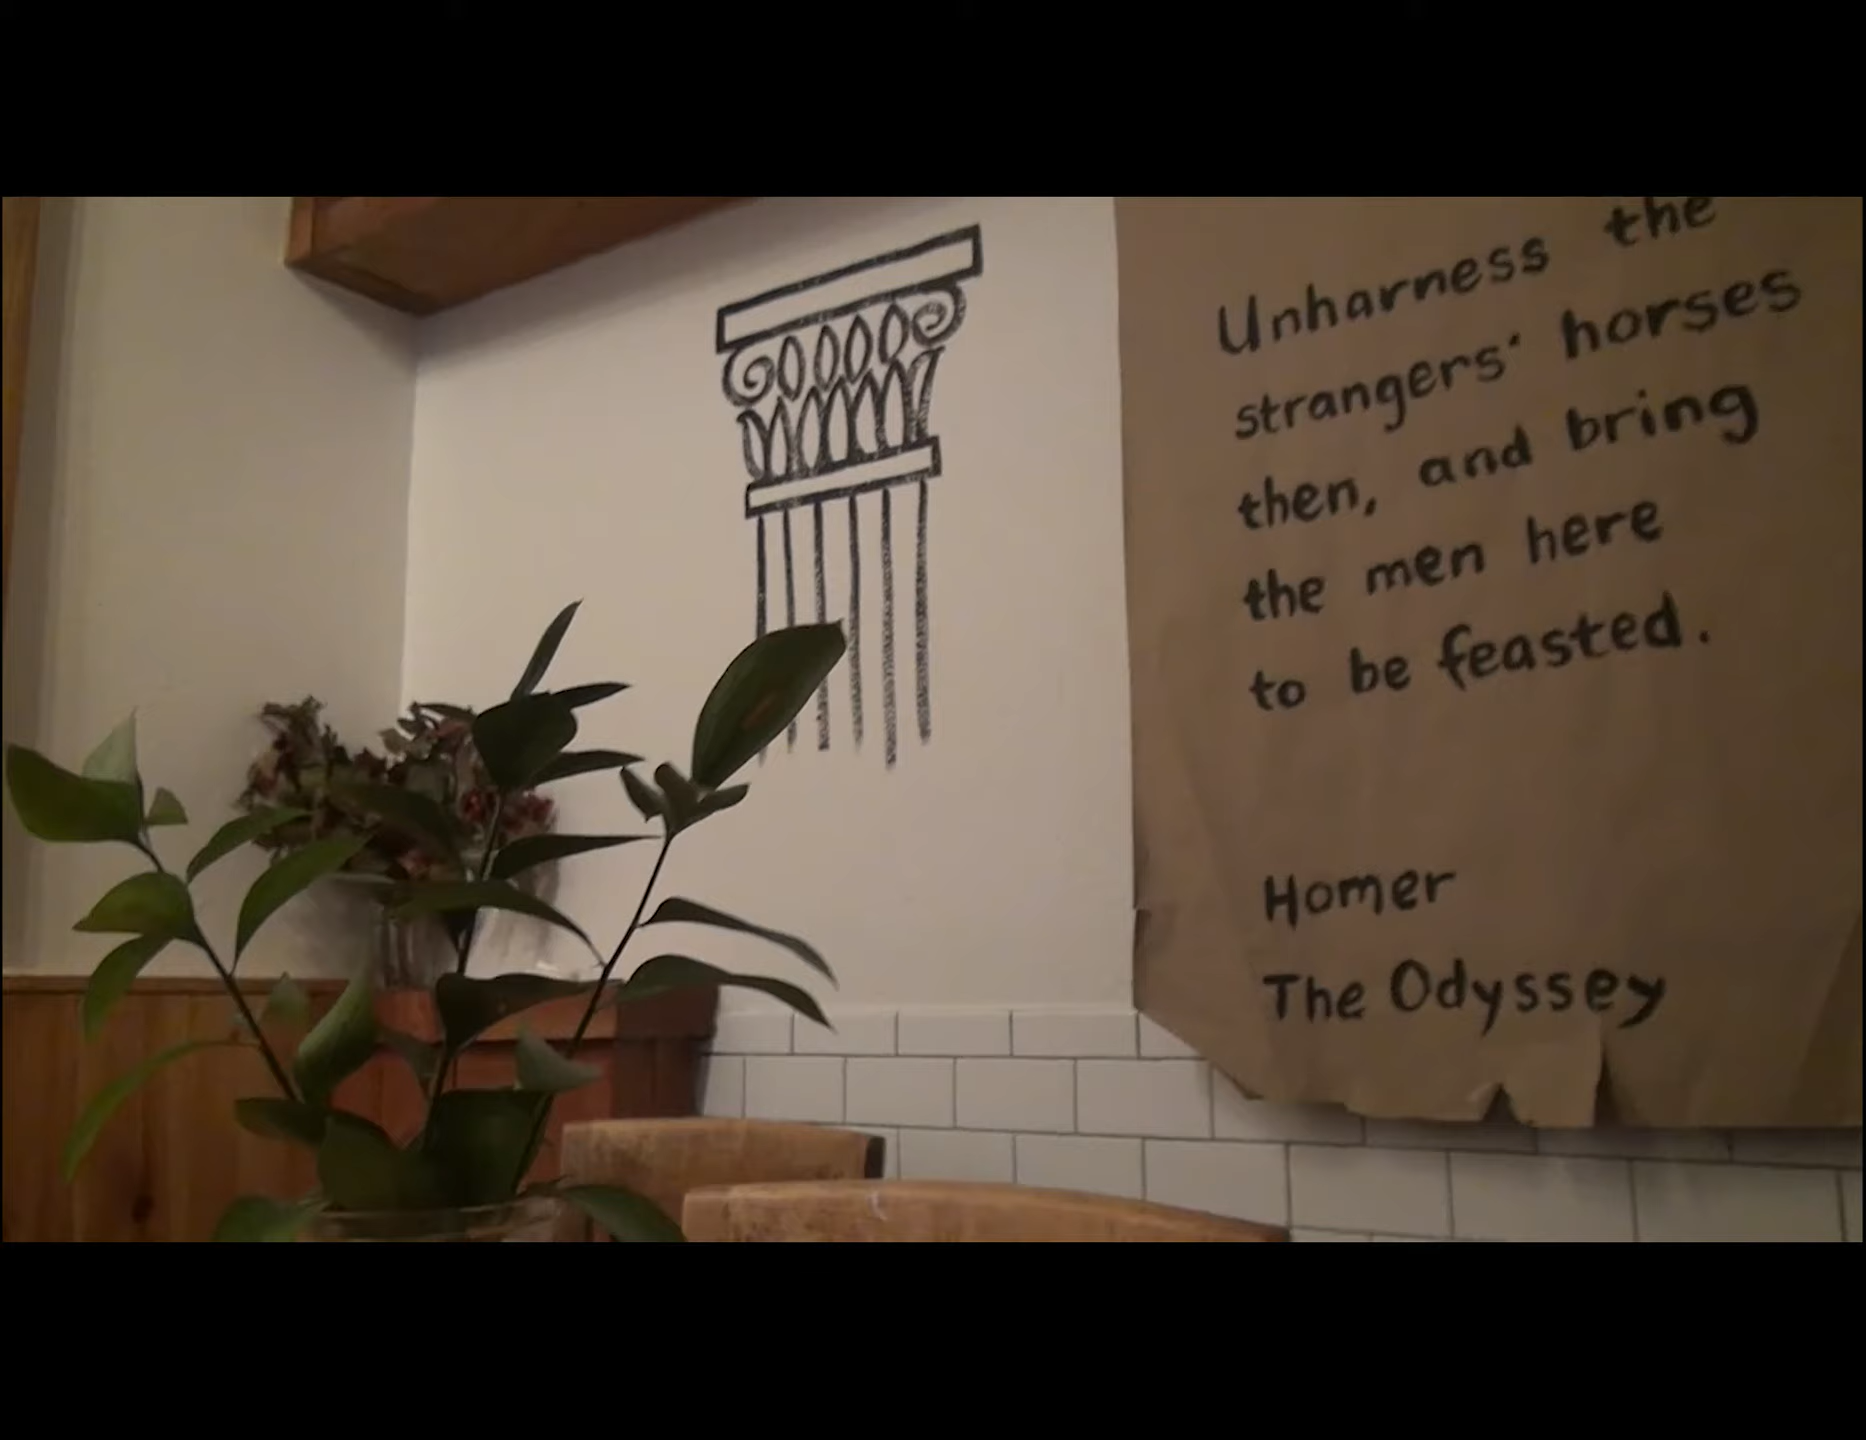 Unharness the
strangers' horses
then, and bring
the men here
to be feasted.
Homer
The Odyssey